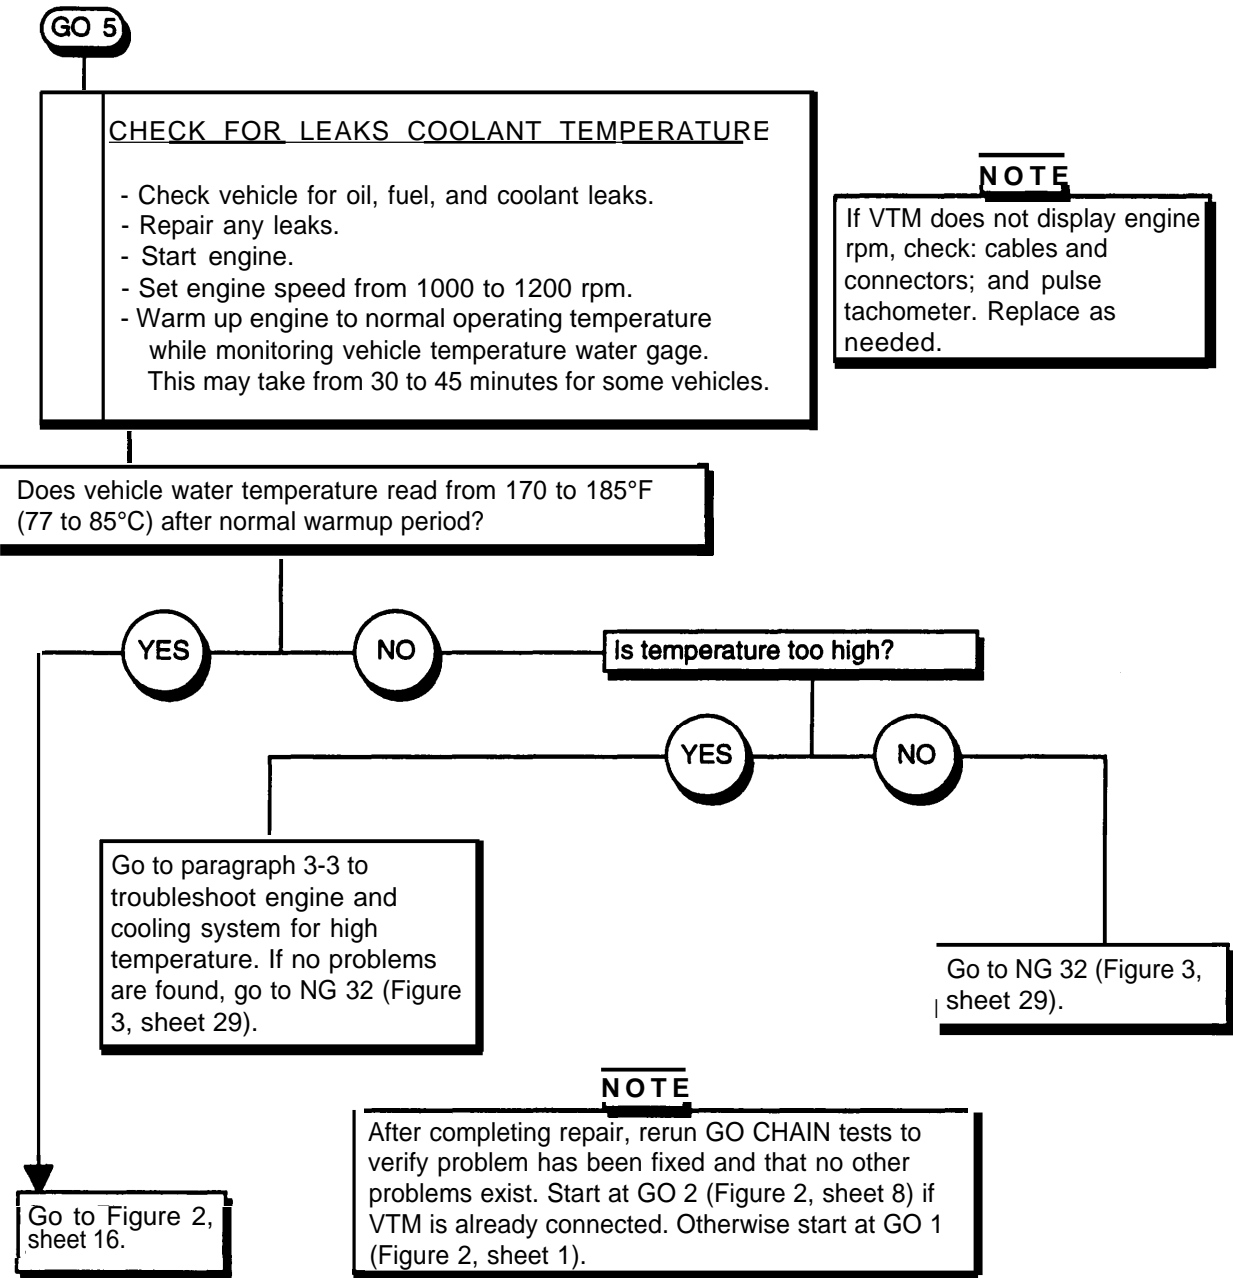 GO 5
CHECK FOR LEAKS COOLANT TEMPERATURE
- Check vehicle for oil, fuel, and coolant leaks.
- Repair any leaks.
- Start engine.
- Set engine speed from 1000 to 1200 rpm.
- Warm up engine to normal operating temperature
while monitoring vehicle temperature water gage.
This may take from 30 to 45 minutes for some vehicles.
NOTE
If VTM does not display engine
rpm, check: cables and
connectors; and pulse
tachometer. Replace as
needed.
Does vehicle water temperature read from 170 to 185°F
(77 to 85°C) after normal warmup period?
YES
NO
Is temperature too high?
YES
NO
Go to paragraph 3-3 to
troubleshoot engine and
cooling system for high
temperature. If no problems
are found, go to NG 32 (Figure
3, sheet 29).
Go to NG 32 (Figure 3,
sheet 29).
NOTE
After completing repair, rerun GO CHAIN tests to
verify problem has been fixed and that no other
problems exist. Start at GO 2 (Figure 2, sheet 8) if
VTM is already connected. Otherwise start at GO 1
(Figure 2, sheet 1).
Go to Figure 2,
sheet 16.